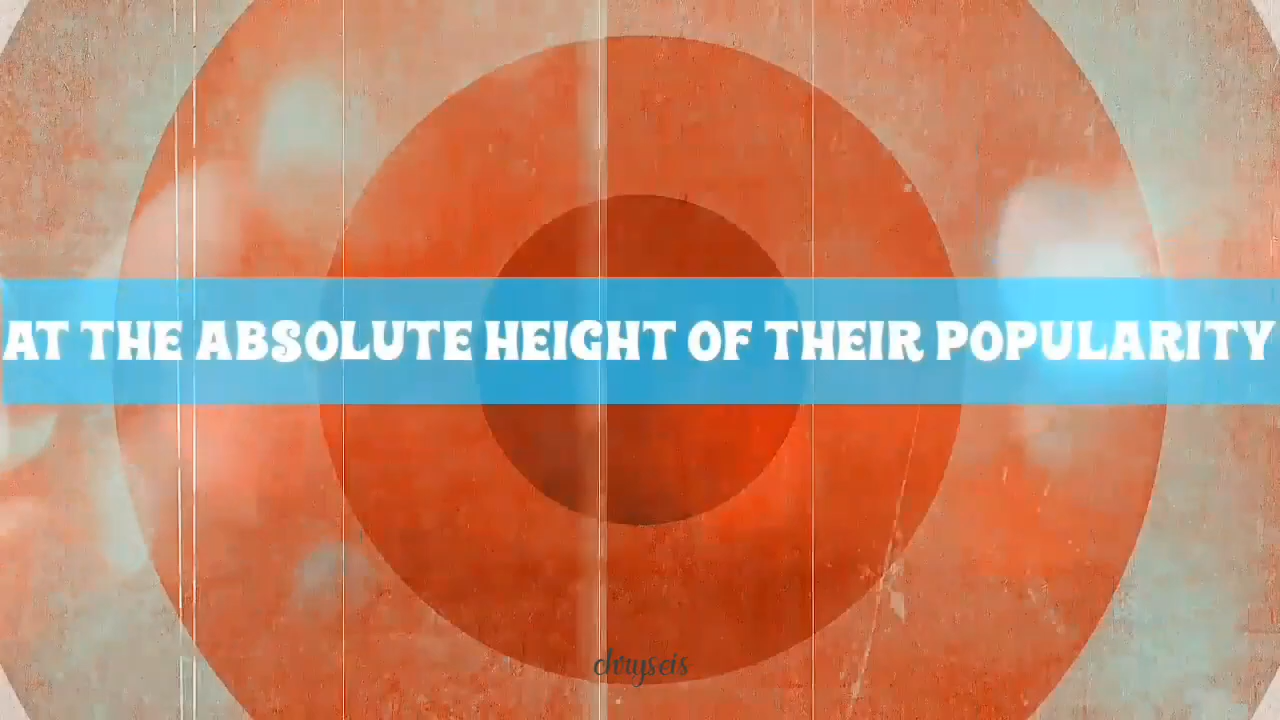 AT THE ABSOLUTE HEIGHT OF THEIR POPULARITY
chryseis